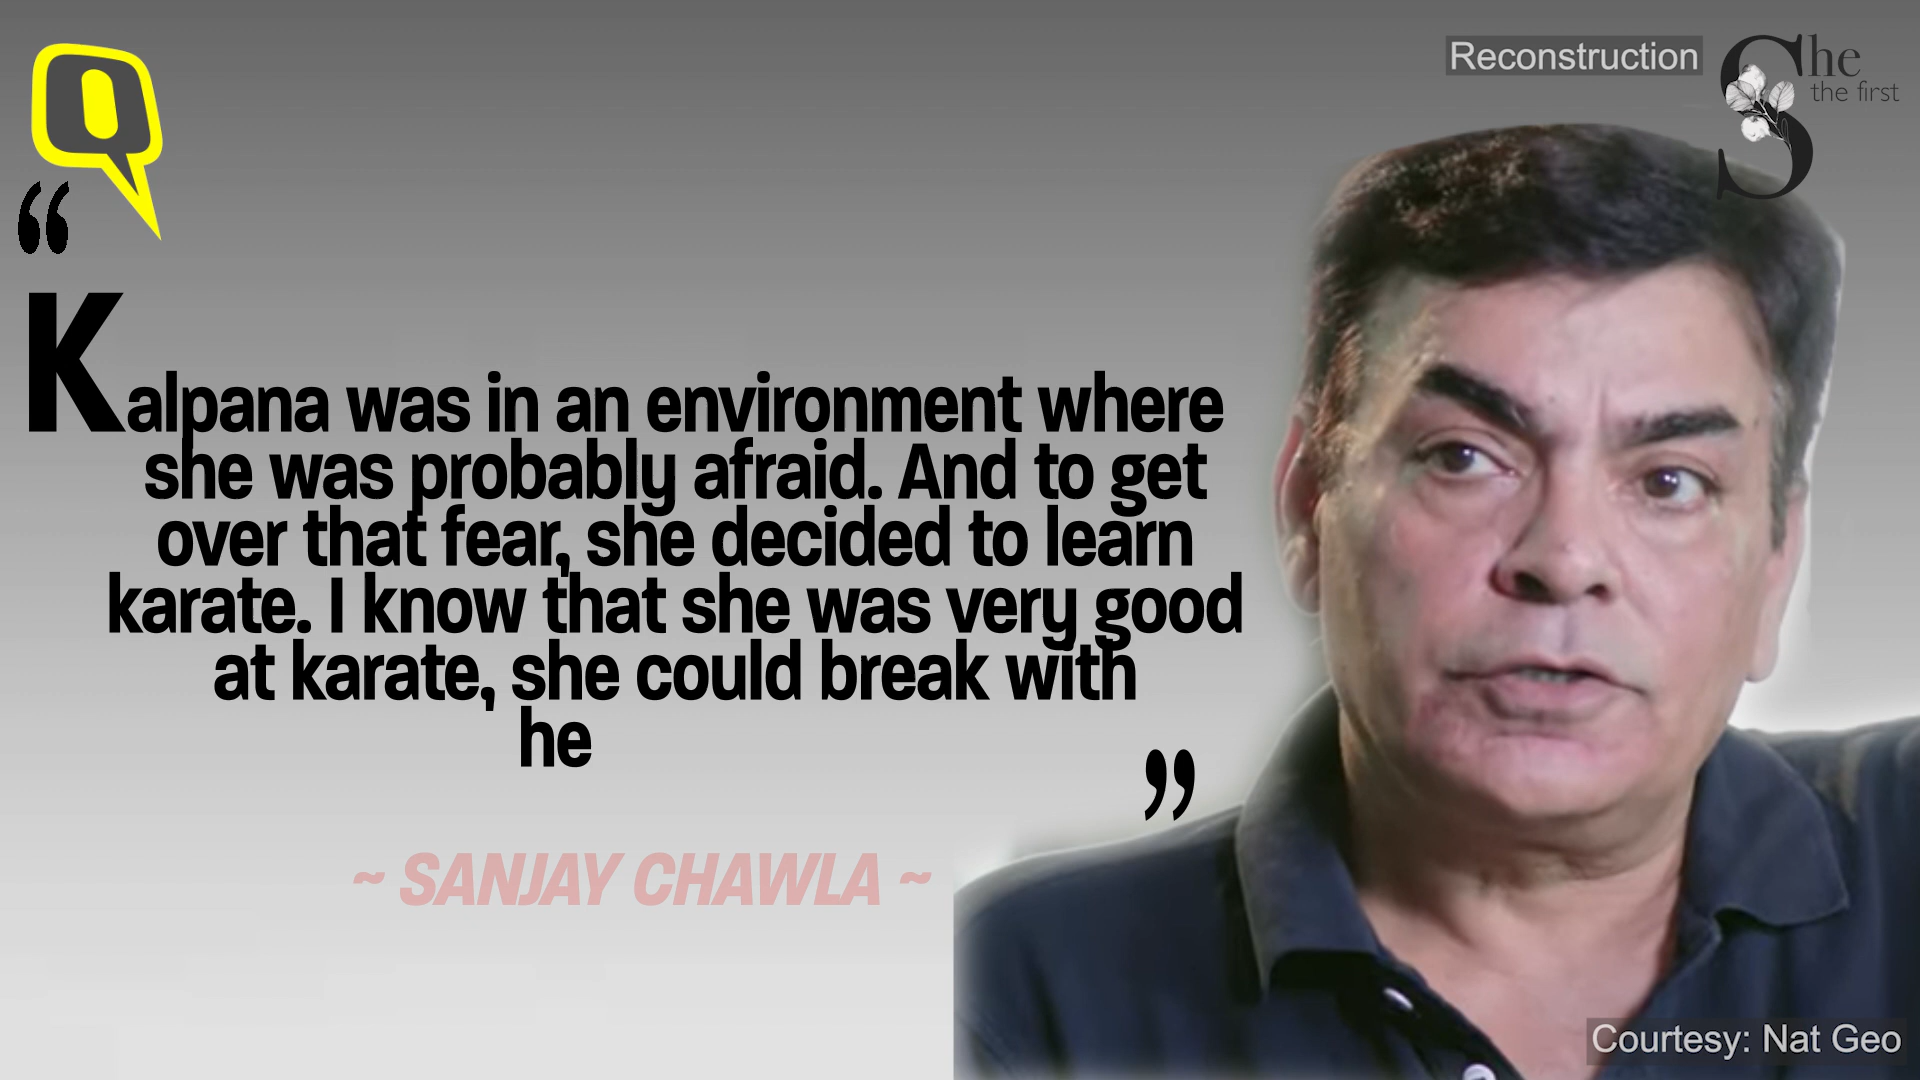 Reconstruction
She
the first
“
Kalpana was in an environment where
she was probably afraid. And to get
over that fear, she decided to learn
karate. I know that she was very good
at karate, she could break with
he
”
~ SANJAY CHAWLA ~
Courtesy: Nat Geo